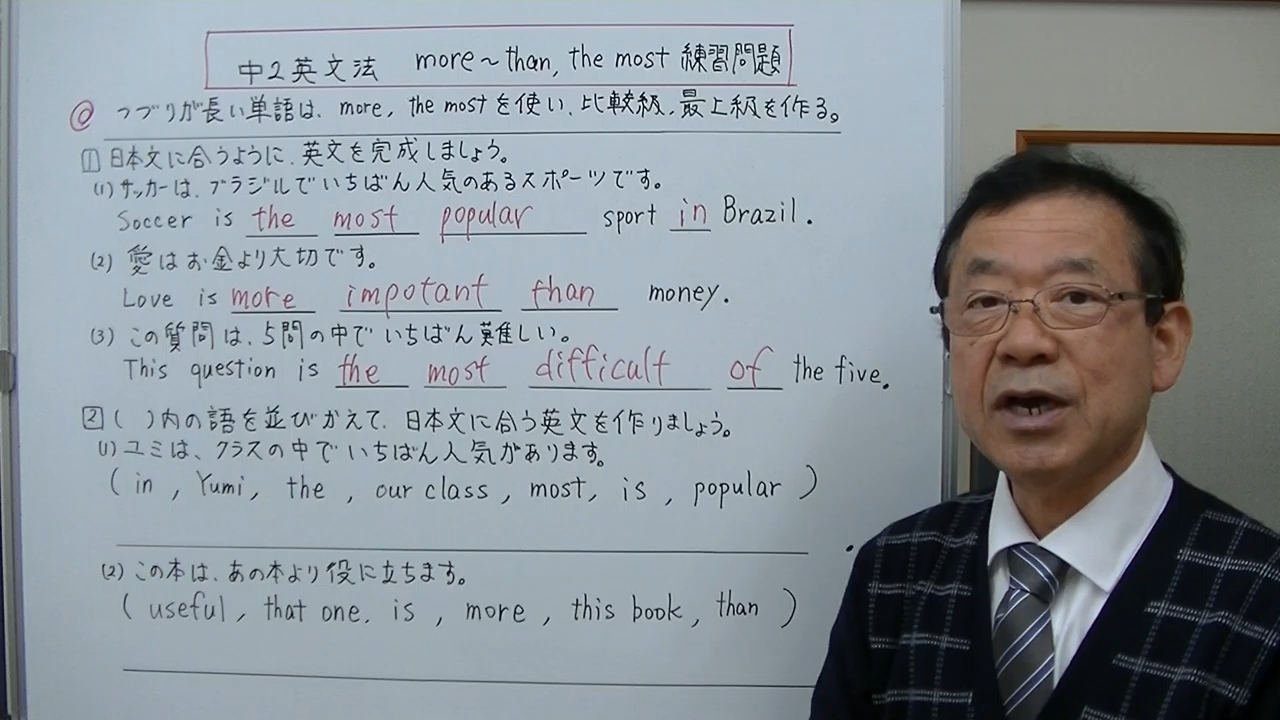 中2英文法 more～than, the most 練習問題
◎ つづりが長い単語は、more, the mostを使い、比較級、最上級を作る。
1 日本文に合うように、英文を完成しましょう。
(1) サッカーは、ブラジルでいちばん人気のあるスポーツです。
Soccer is the most popular sport in Brazil.
(2) 愛はお金より大切です。
Love is more impotant than money.
(3) この質問は、5問の中でいちばん難しい。
This question is the most difficult of the five.
2 ( )内の語を並びかえて、日本文に合う英文を作りましょう。
(1) ユミは、クラスの中でいちばん人気があります。
( in , Yumi, the , our class , most, is , popular )
.
(2) この本は、あの本より役に立ちます。
( useful , that one, is , more , this book , than )